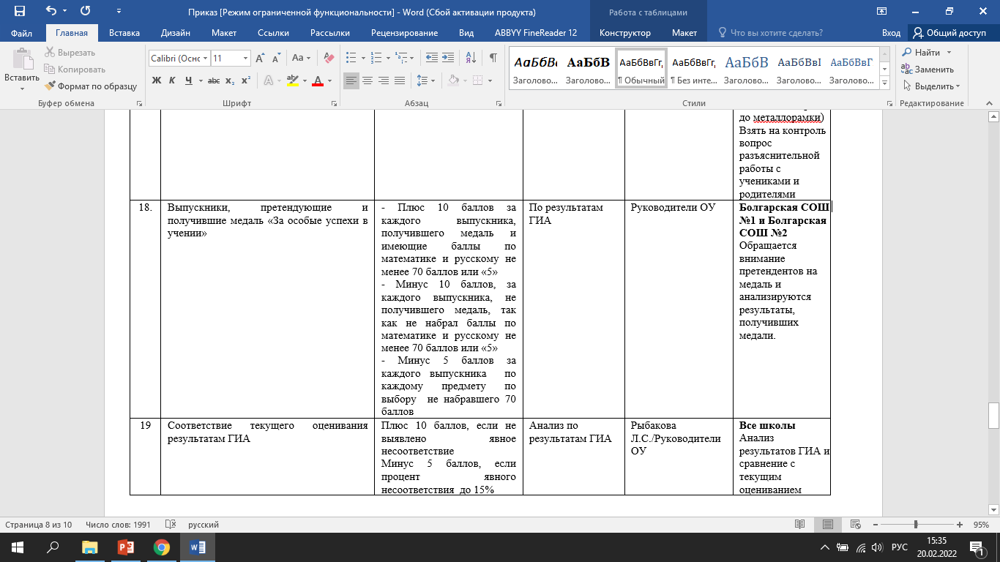 Приказ [Режим ограниченной функциональности] - Word (Сбой активации продукта)
Работа с таблицами
Файл Главная Вставка Дизайн Макет Ссылки Рассылки Рецензирование Вид ABBYY FineReader 12 Конструктор Макет Что вы хотите сделать? Вход Общий доступ
Вставить
Вырезать
Копировать
Формат по образцу
Буфер обмена
Calibri (Оснс 11
Ж К Ч abc x₂ x²
Шрифт
Абзац
АаБбВı АаБбВ АаБбВвГг, АаБбВвГг, АаБбВ АаБбВвІ АаБбВвГ
Заголово... Заголово... ¶ Обычный ¶ Без инте... Заголово... Заголово... Заголово...
Стили
Найти
Заменить
Выделить
Редактирование
до металлорамки)
Взять на контроль
вопрос
разъяснительной
работы с
учениками и
родителями
18.
Выпускники, претендующие и
получившие медаль «За особые успехи в
учении»
- Плюс 10 баллов за
каждого выпускника,
получившего медаль и
имеющие баллы по
математике и русскому не
менее 70 баллов или «5»
- Минус 10 баллов, за
каждого выпускника, не
получившего медаль, так
как не набрал баллы по
математике и русскому не
менее 70 баллов или «5»
- Минус 5 баллов за
каждого выпускника по
каждому предмету по
выбору не набравшего 70
баллов
По результатам
ГИА
Руководители ОУ
Болгарская СОШ
№1 и Болгарская
СОШ №2
Обращается
внимание
претендентов на
медаль и
анализируются
результаты,
получивших
медали.
19
Соответствие текущего оценивания
результатам ГИА
Плюс 10 баллов, если не
выявлено явное
несоответствие
Минус 5 баллов, если
процент явного
несоответствия до 15%
Анализ по
результатам ГИА
Рыбакова
Л.С./Руководители
ОУ
Все школы
Анализ
результатов ГИА и
сравнение с
текущим
оцениванием
Страница 8 из 10 Число слов: 1991 русский 95%
РУС
15:35
20.02.2022
1